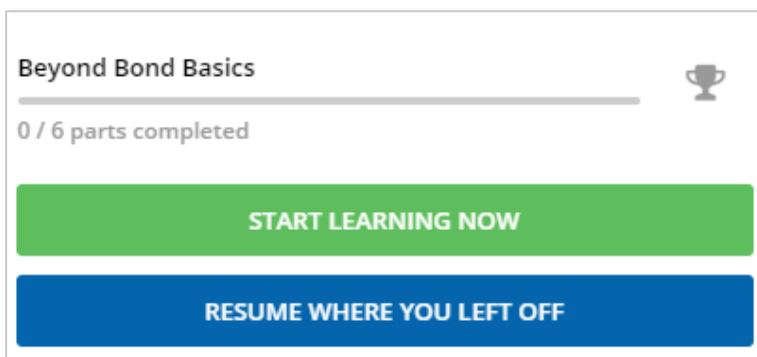 Beyond Bond Basics
0 / 6 parts completed
START LEARNING NOW
RESUME WHERE YOU LEFT OFF